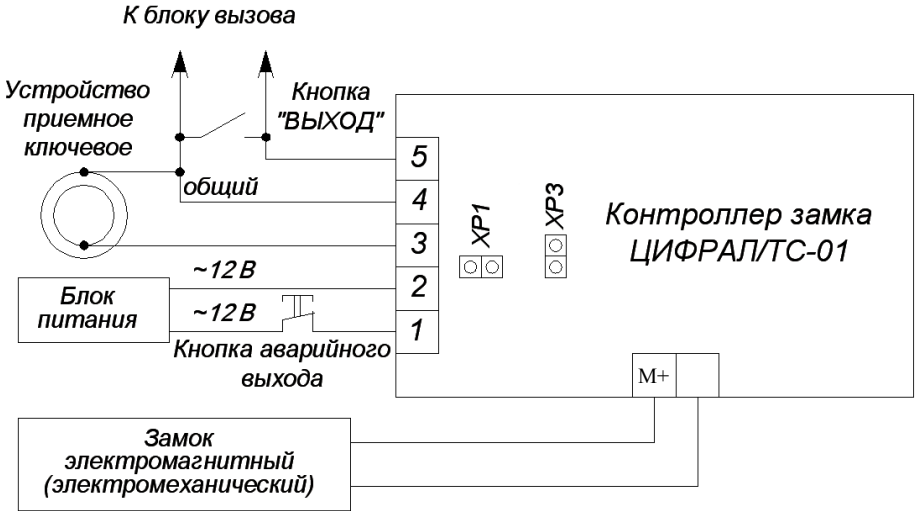 К блоку вызова
Устройство
приемное
ключевое
Кнопка
"ВЫХОД"
общий
5
4
3
2
1
XP1
XP3
Контроллер замка
ЦИФРАЛ/ТС-01
~12 В
Блок
питания
~12 В
Кнопка аварийного
выхода
М+
Замок
электромагнитный
(электромеханический)